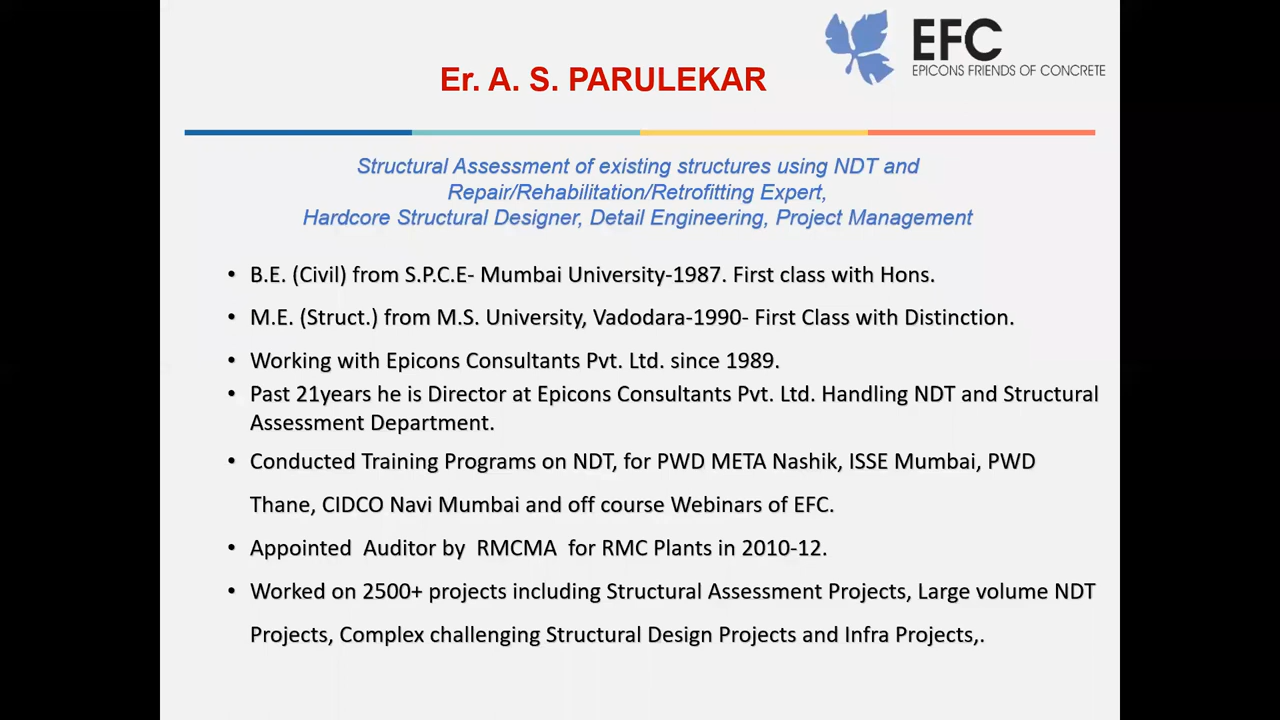 EFC
EPICONS FRIENDS OF CONCRETE
Er. A. S. PARULEKAR
Structural Assessment of existing structures using NDT and
Repair/Rehabilitation/Retrofitting Expert,
Hardcore Structural Designer, Detail Engineering, Project Management
• B.E. (Civil) from S.P.C.E- Mumbai University-1987. First class with Hons.
• M.E. (Struct.) from M.S. University, Vadodara-1990- First Class with Distinction.
• Working with Epicons Consultants Pvt. Ltd. since 1989.
• Past 21years he is Director at Epicons Consultants Pvt. Ltd. Handling NDT and Structural
Assessment Department.
• Conducted Training Programs on NDT, for PWD META Nashik, ISSE Mumbai, PWD
Thane, CIDCO Navi Mumbai and off course Webinars of EFC.
• Appointed  Auditor by  RMCMA  for RMC Plants in 2010-12.
• Worked on 2500+ projects including Structural Assessment Projects, Large volume NDT
Projects, Complex challenging Structural Design Projects and Infra Projects,.